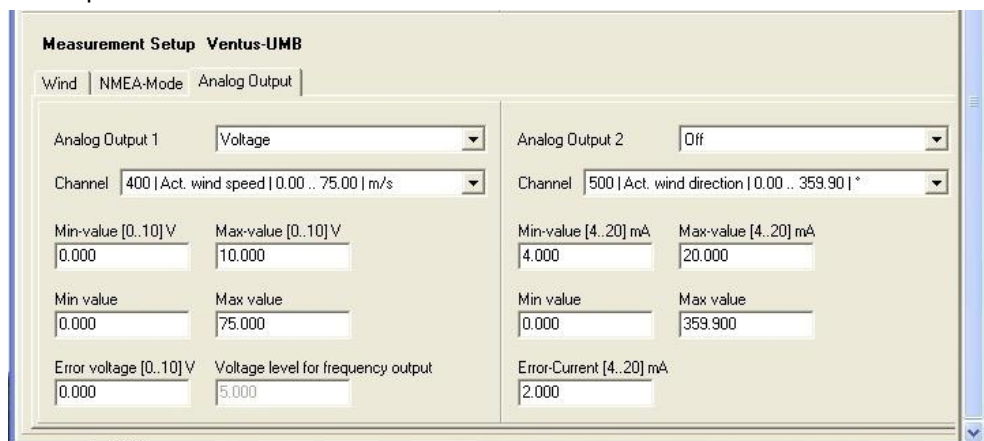 Measurement Setup Ventus-UMB
Wind NMEA-Mode Analog Output
Analog Output 1 Voltage
Channel 400 | Act. wind speed | 0.00 .. 75.00 | m/s
Min-value [0..10] V Max-value [0..10] V
0.000 10.000
Min value Max value
0.000 75.000
Error voltage [0..10] V Voltage level for frequency output
0.000 5.000
Analog Output 2 Off
Channel 500 | Act. wind direction | 0.00 .. 359.90 | °
Min-value [4..20] mA Max-value [4..20] mA
4.000 20.000
Min value Max value
0.000 359.900
Error-Current [4..20] mA
2.000